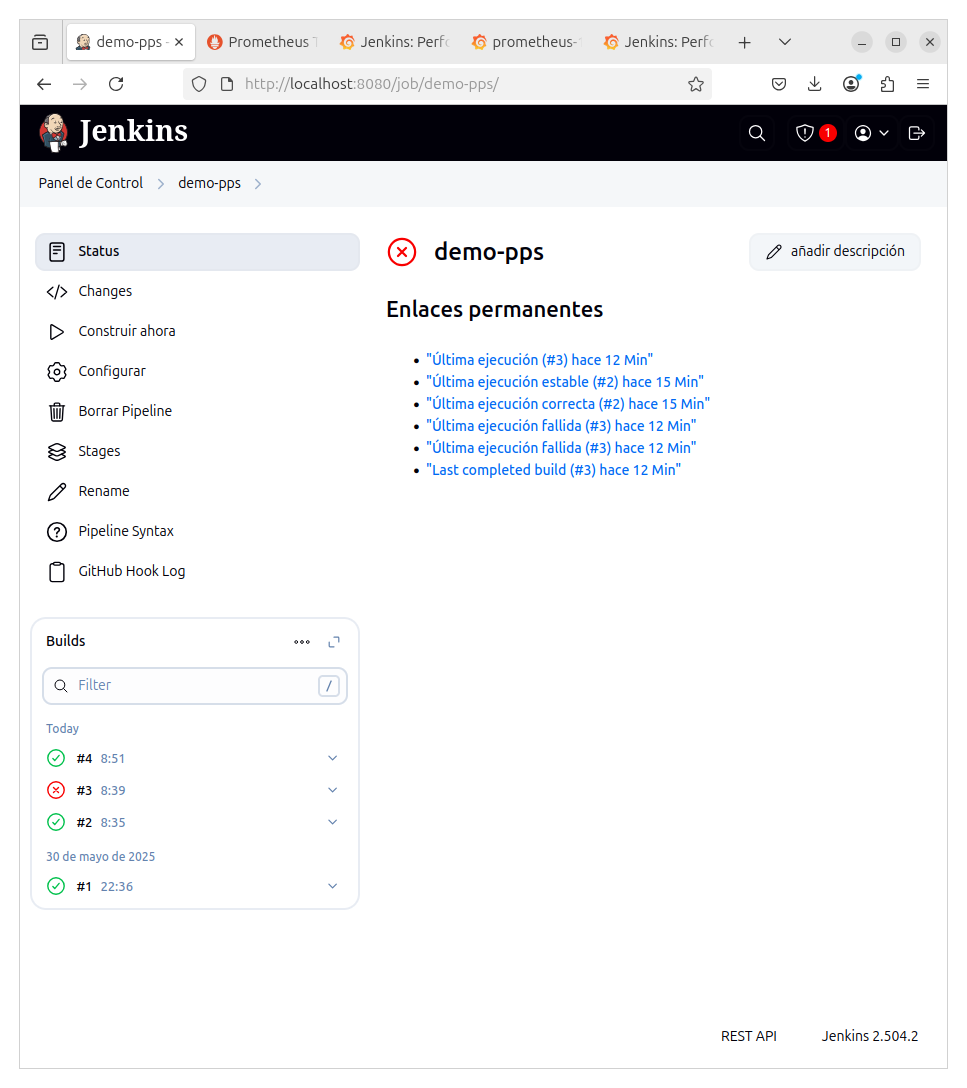 demo-pps -
Prometheus T
Jenkins: Perfo
prometheus-
Jenkins: Perfo
http://localhost:8080/job/demo-pps/
Jenkins
1
Panel de Control
demo-pps
Status
Changes
Construir ahora
Configurar
Borrar Pipeline
Stages
Rename
Pipeline Syntax
GitHub Hook Log
Builds
Filter
/
Today
#4 8:51
#3 8:39
#2 8:35
30 de mayo de 2025
#1 22:36
demo-pps
añadir descripción
Enlaces permanentes
"Última ejecución (#3) hace 12 Min"
"Última ejecución estable (#2) hace 15 Min"
"Última ejecución correcta (#2) hace 15 Min"
"Última ejecución fallida (#3) hace 12 Min"
"Última ejecución fallida (#3) hace 12 Min"
"Last completed build (#3) hace 12 Min"
REST API
Jenkins 2.504.2